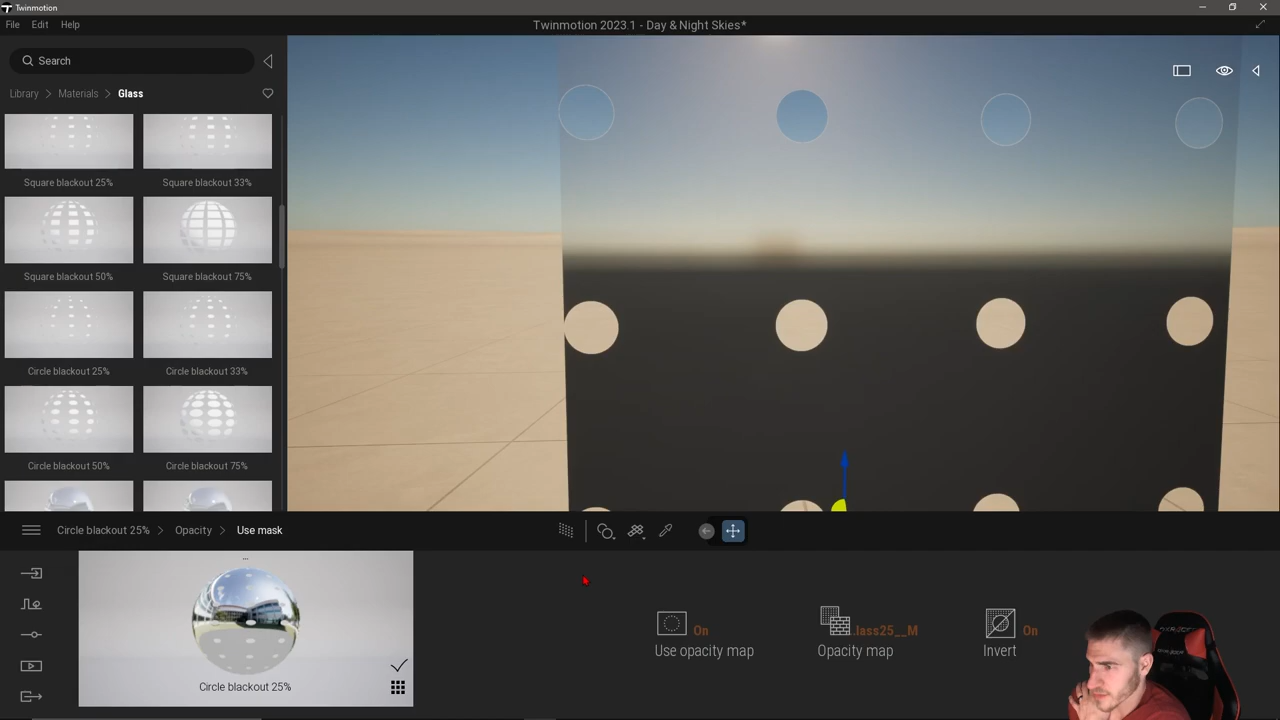 Twinmotion
File Edit Help
Twinmotion 2023.1 - Day & Night Skies*
Search
Library > Materials > Glass
Square blackout 25%
Square blackout 33%
Square blackout 50%
Square blackout 75%
Circle blackout 25%
Circle blackout 33%
Circle blackout 50%
Circle blackout 75%
Circle blackout 25% > Opacity > Use mask
...
Circle blackout 25%
On
Use opacity map
.lass25__M
Opacity map
On
Invert